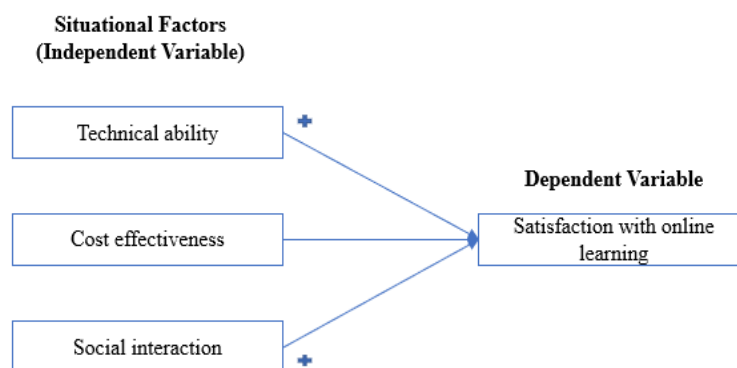 Situational Factors
(Independent Variable)
Technical ability
Dependent Variable
Cost effectiveness
Satisfaction with online
learning
Social interaction